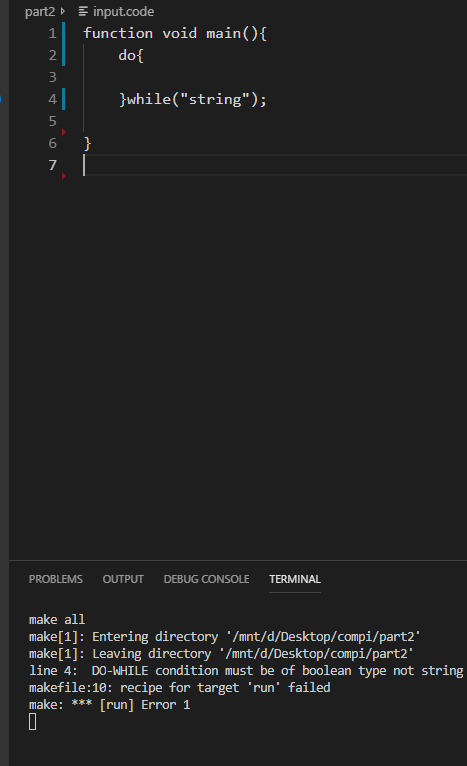 part2 input.code
1 function void main(){
2 do{
3
4 }while("string");
5
6 }
7
PROBLEMS OUTPUT DEBUG CONSOLE TERMINAL
make all
make[1]: Entering directory '/mnt/d/Desktop/compi/part2'
make[1]: Leaving directory '/mnt/d/Desktop/compi/part2'
line 4:  DO-WHILE condition must be of boolean type not string
makefile:10: recipe for target 'run' failed
make: *** [run] Error 1